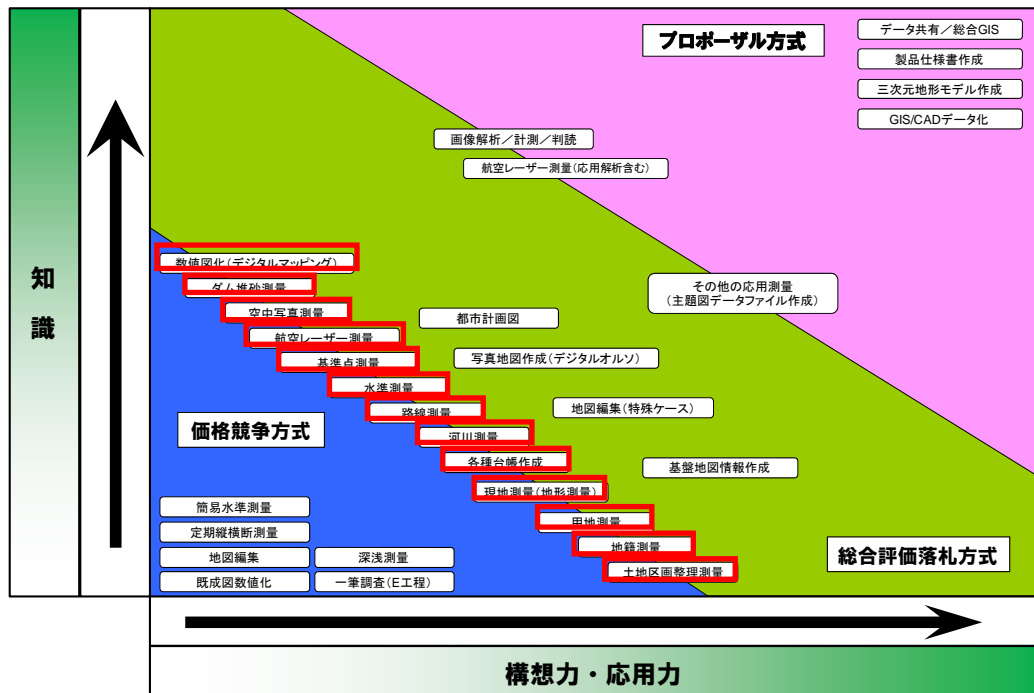 プロポーザル方式
データ共有／総合GIS
製品仕様書作成
三次元地形モデル作成
GIS/CADデータ化
画像解析／計測／判読
航空レーザー測量(応用解析含む)
知識
数値図化(デジタルマッピング)
ダム堆砂測量
空中写真測量
航空レーザー測量
基準点測量
水準測量
路線測量
河川測量
各種台帳作成
現地測量(地形測量)
用地測量
地籍測量
土地区画整理測量
その他の応用測量
(主題図データファイル作成)
都市計画図
写真地図作成(デジタルオルソ)
地図編集(特殊ケース)
基盤地図情報作成
価格競争方式
総合評価落札方式
簡易水準測量
定期縦横断測量
地図編集
深浅測量
既成図数値化
一筆調査(E工程)
構想力・応用力